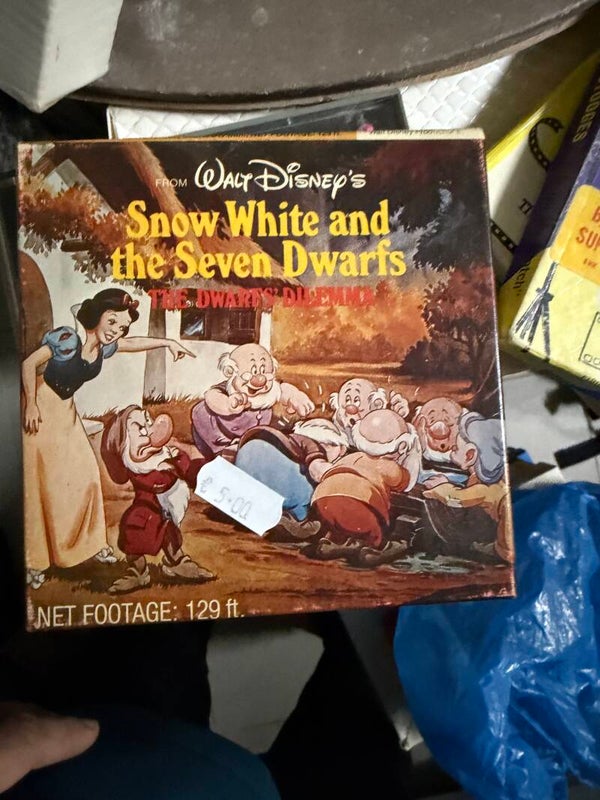 FROM WALT DISNEY'S
Snow White and
the Seven Dwarfs
THE DWARFS' DILEMMA
€ 5.00
NET FOOTAGE: 129 ft.